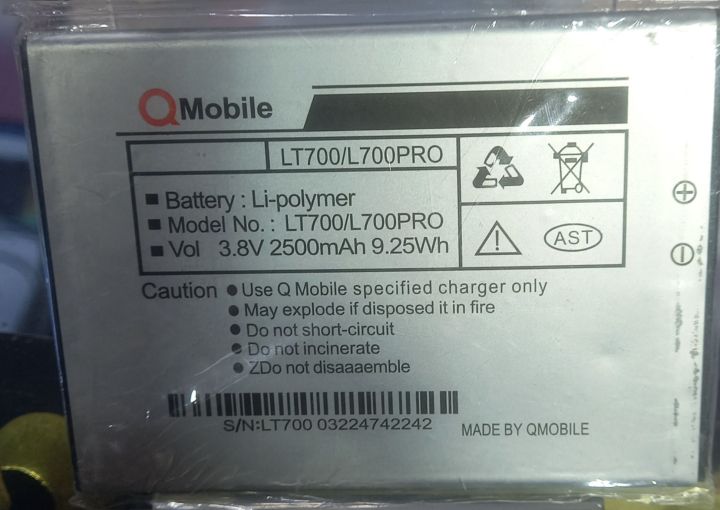 QMobile
LT700/L700PRO
■ Battery : Li-polymer
■ Model No. : LT700/L700PRO
■ Vol 3.8V 2500mAh 9.25Wh
AST
Caution ● Use Q Mobile specified charger only
● May explode if disposed it in fire
● Do not short-circuit
● Do not incinerate
● ZDo not disaaaemble
S/N:LT700 03224742242
MADE BY QMOBILE